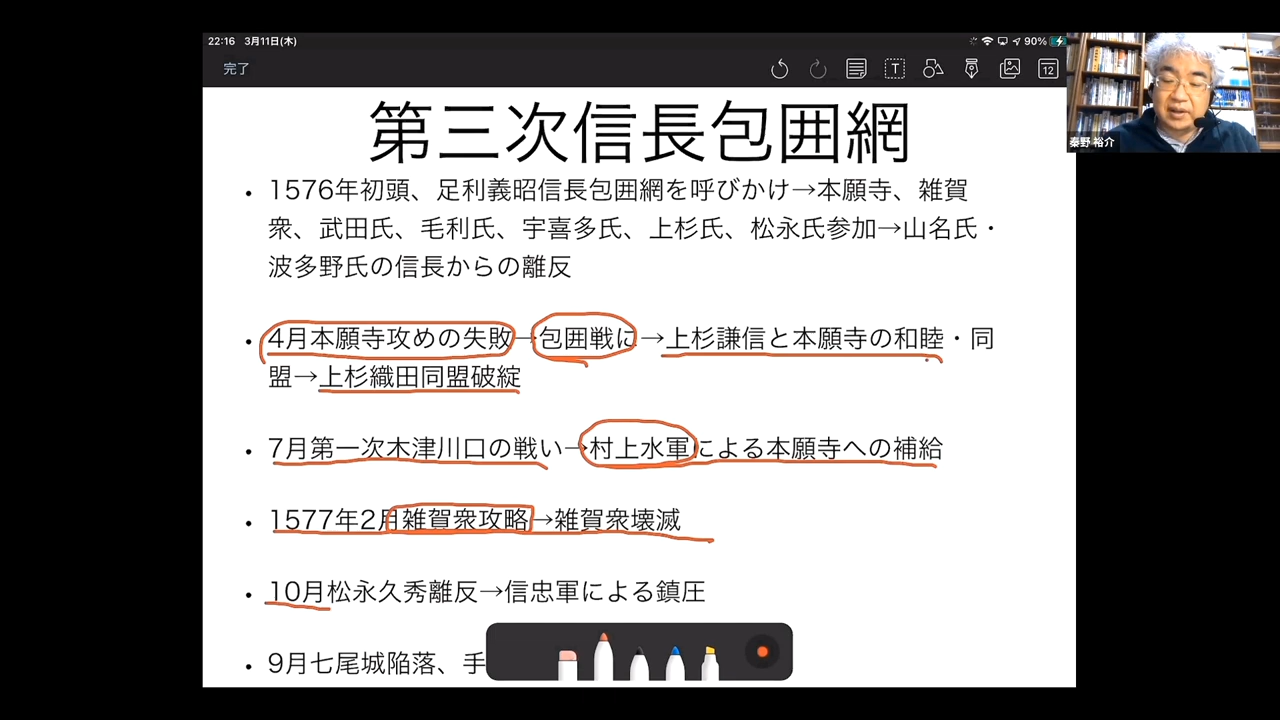 22:16 3月11日(木)
90%
完了
T
12
秦野 裕介
第三次信長包囲網
• 1576年初頭、足利義昭信長包囲網を呼びかけ→本願寺、雑賀
衆、武田氏、毛利氏、宇喜多氏、上杉氏、松永氏参加→山名氏・
波多野氏の信長からの離反
• 4月本願寺攻めの失敗→包囲戦に→上杉謙信と本願寺の和睦・同
盟→上杉織田同盟破綻
• 7月第一次木津川口の戦い→村上水軍による本願寺への補給
• 1577年2月雑賀衆攻略→雑賀衆壊滅
• 10月松永久秀離反→信忠軍による鎮圧
• 9月七尾城陥落、手